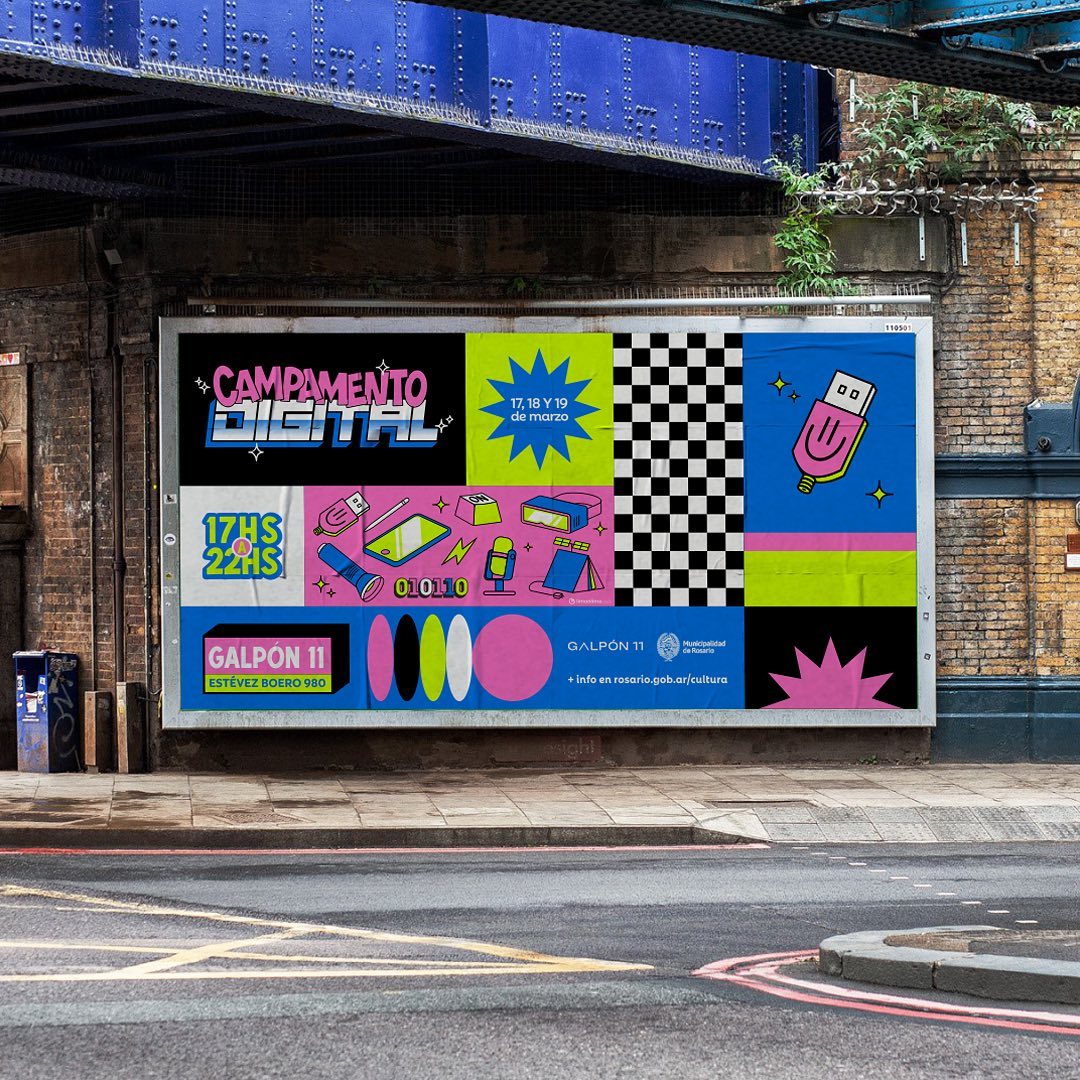 110501
CAMPAMENTO
DIGITAL
17, 18 Y 19
de marzo
17HS
A
22HS
ON
010110
GALPÓN 11
ESTÉVEZ BOERO 980
GALPÓN 11
Municipalidad
de Rosario
+ info en rosario.gob.ar/cultura